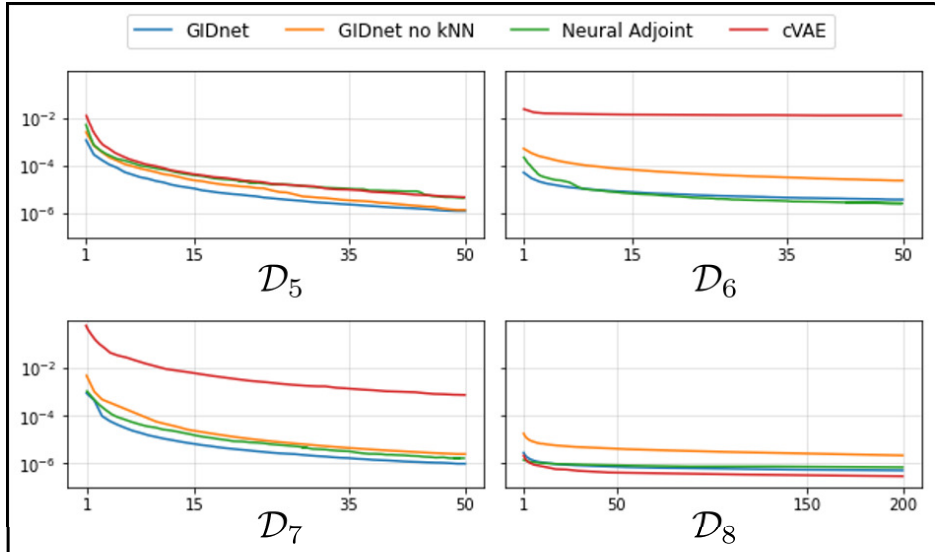 GIDnet GIDnet no kNN Neural Adjoint cVAE
10⁻²
10⁻⁴
10⁻⁶
1 15 35 50 1 15 35 50
𝒟₅ 𝒟₆
10⁻²
10⁻⁴
10⁻⁶
1 15 35 50 1 50 150 200
𝒟₇ 𝒟₈